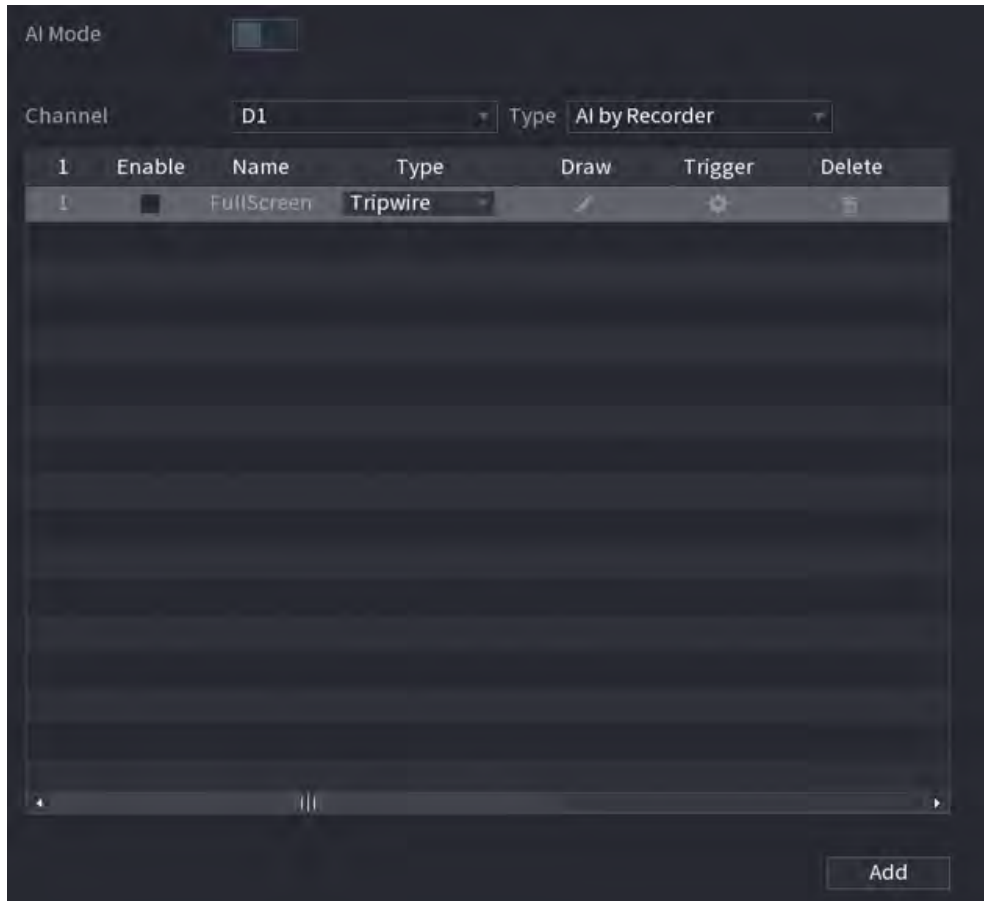 AI Mode
Channel D1 Type AI by Recorder
1 Enable Name Type Draw Trigger Delete
1 FullScreen Tripwire
Add